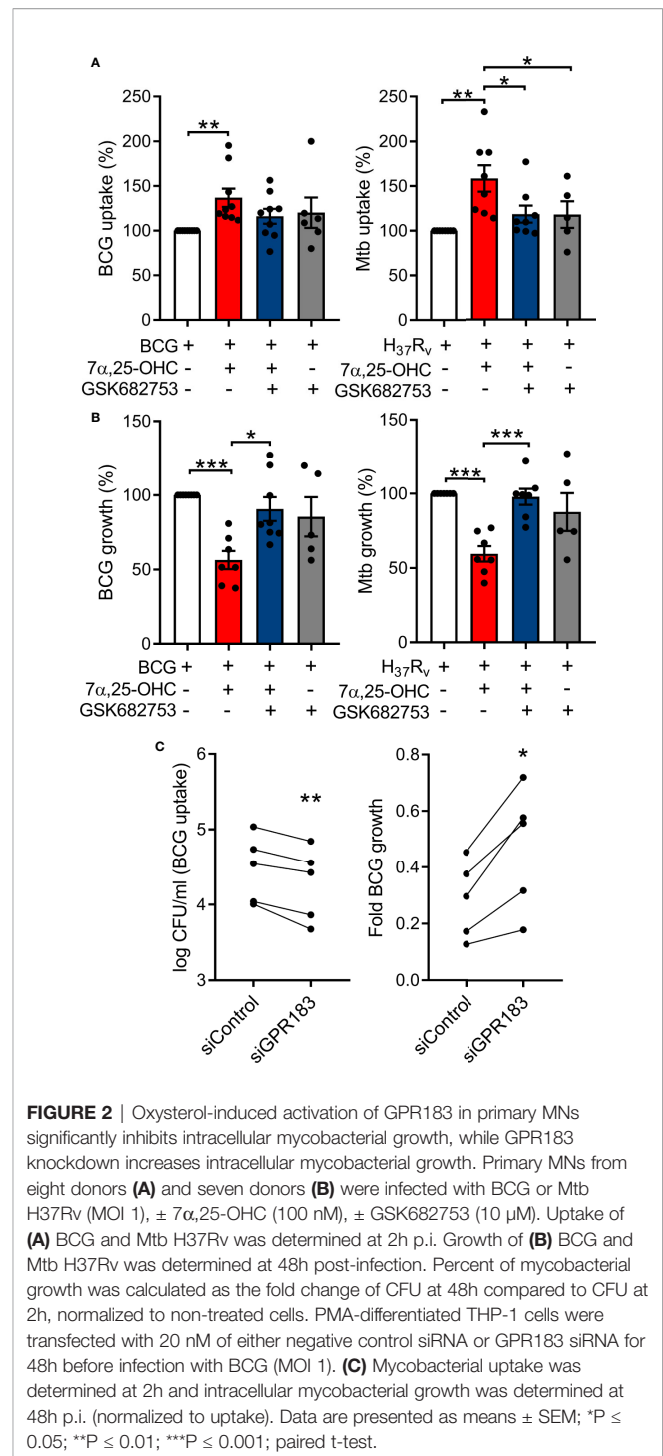 A
250
200
150
100
50
0
BCG uptake (%)
**
BCG + + + +
7α,25-OHC - + + -
GSK682753 - - + +
250
200
150
100
50
0
Mtb uptake (%)
**
*
*
H37Rv + + + +
7α,25-OHC - + + -
GSK682753 - - + +
B
150
100
50
0
BCG growth (%)
***
*
BCG + + + +
7α,25-OHC - + + -
GSK682753 - - + +
150
100
50
0
Mtb growth (%)
***
***
H37Rv + + + +
7α,25-OHC - + + -
GSK682753 - - + +
C
6
5
4
3
log CFU/ml (BCG uptake)
**
siControl
siGPR183
0.8
0.6
0.4
0.2
0.0
Fold BCG growth
*
siControl
siGPR183
FIGURE 2 | Oxysterol-induced activation of GPR183 in primary MNs
significantly inhibits intracellular mycobacterial growth, while GPR183
knockdown increases intracellular mycobacterial growth. Primary MNs from
eight donors (A) and seven donors (B) were infected with BCG or Mtb
H37Rv (MOI 1), ± 7α,25-OHC (100 nM), ± GSK682753 (10 µM). Uptake of
(A) BCG and Mtb H37Rv was determined at 2h p.i. Growth of (B) BCG and
Mtb H37Rv was determined at 48h post-infection. Percent of mycobacterial
growth was calculated as the fold change of CFU at 48h compared to CFU at
2h, normalized to non-treated cells. PMA-differentiated THP-1 cells were
transfected with 20 nM of either negative control siRNA or GPR183 siRNA for
48h before infection with BCG (MOI 1). (C) Mycobacterial uptake was
determined at 2h and intracellular mycobacterial growth was determined at
48h p.i. (normalized to uptake). Data are presented as means ± SEM; *P ≤
0.05; **P ≤ 0.01; ***P ≤ 0.001; paired t-test.